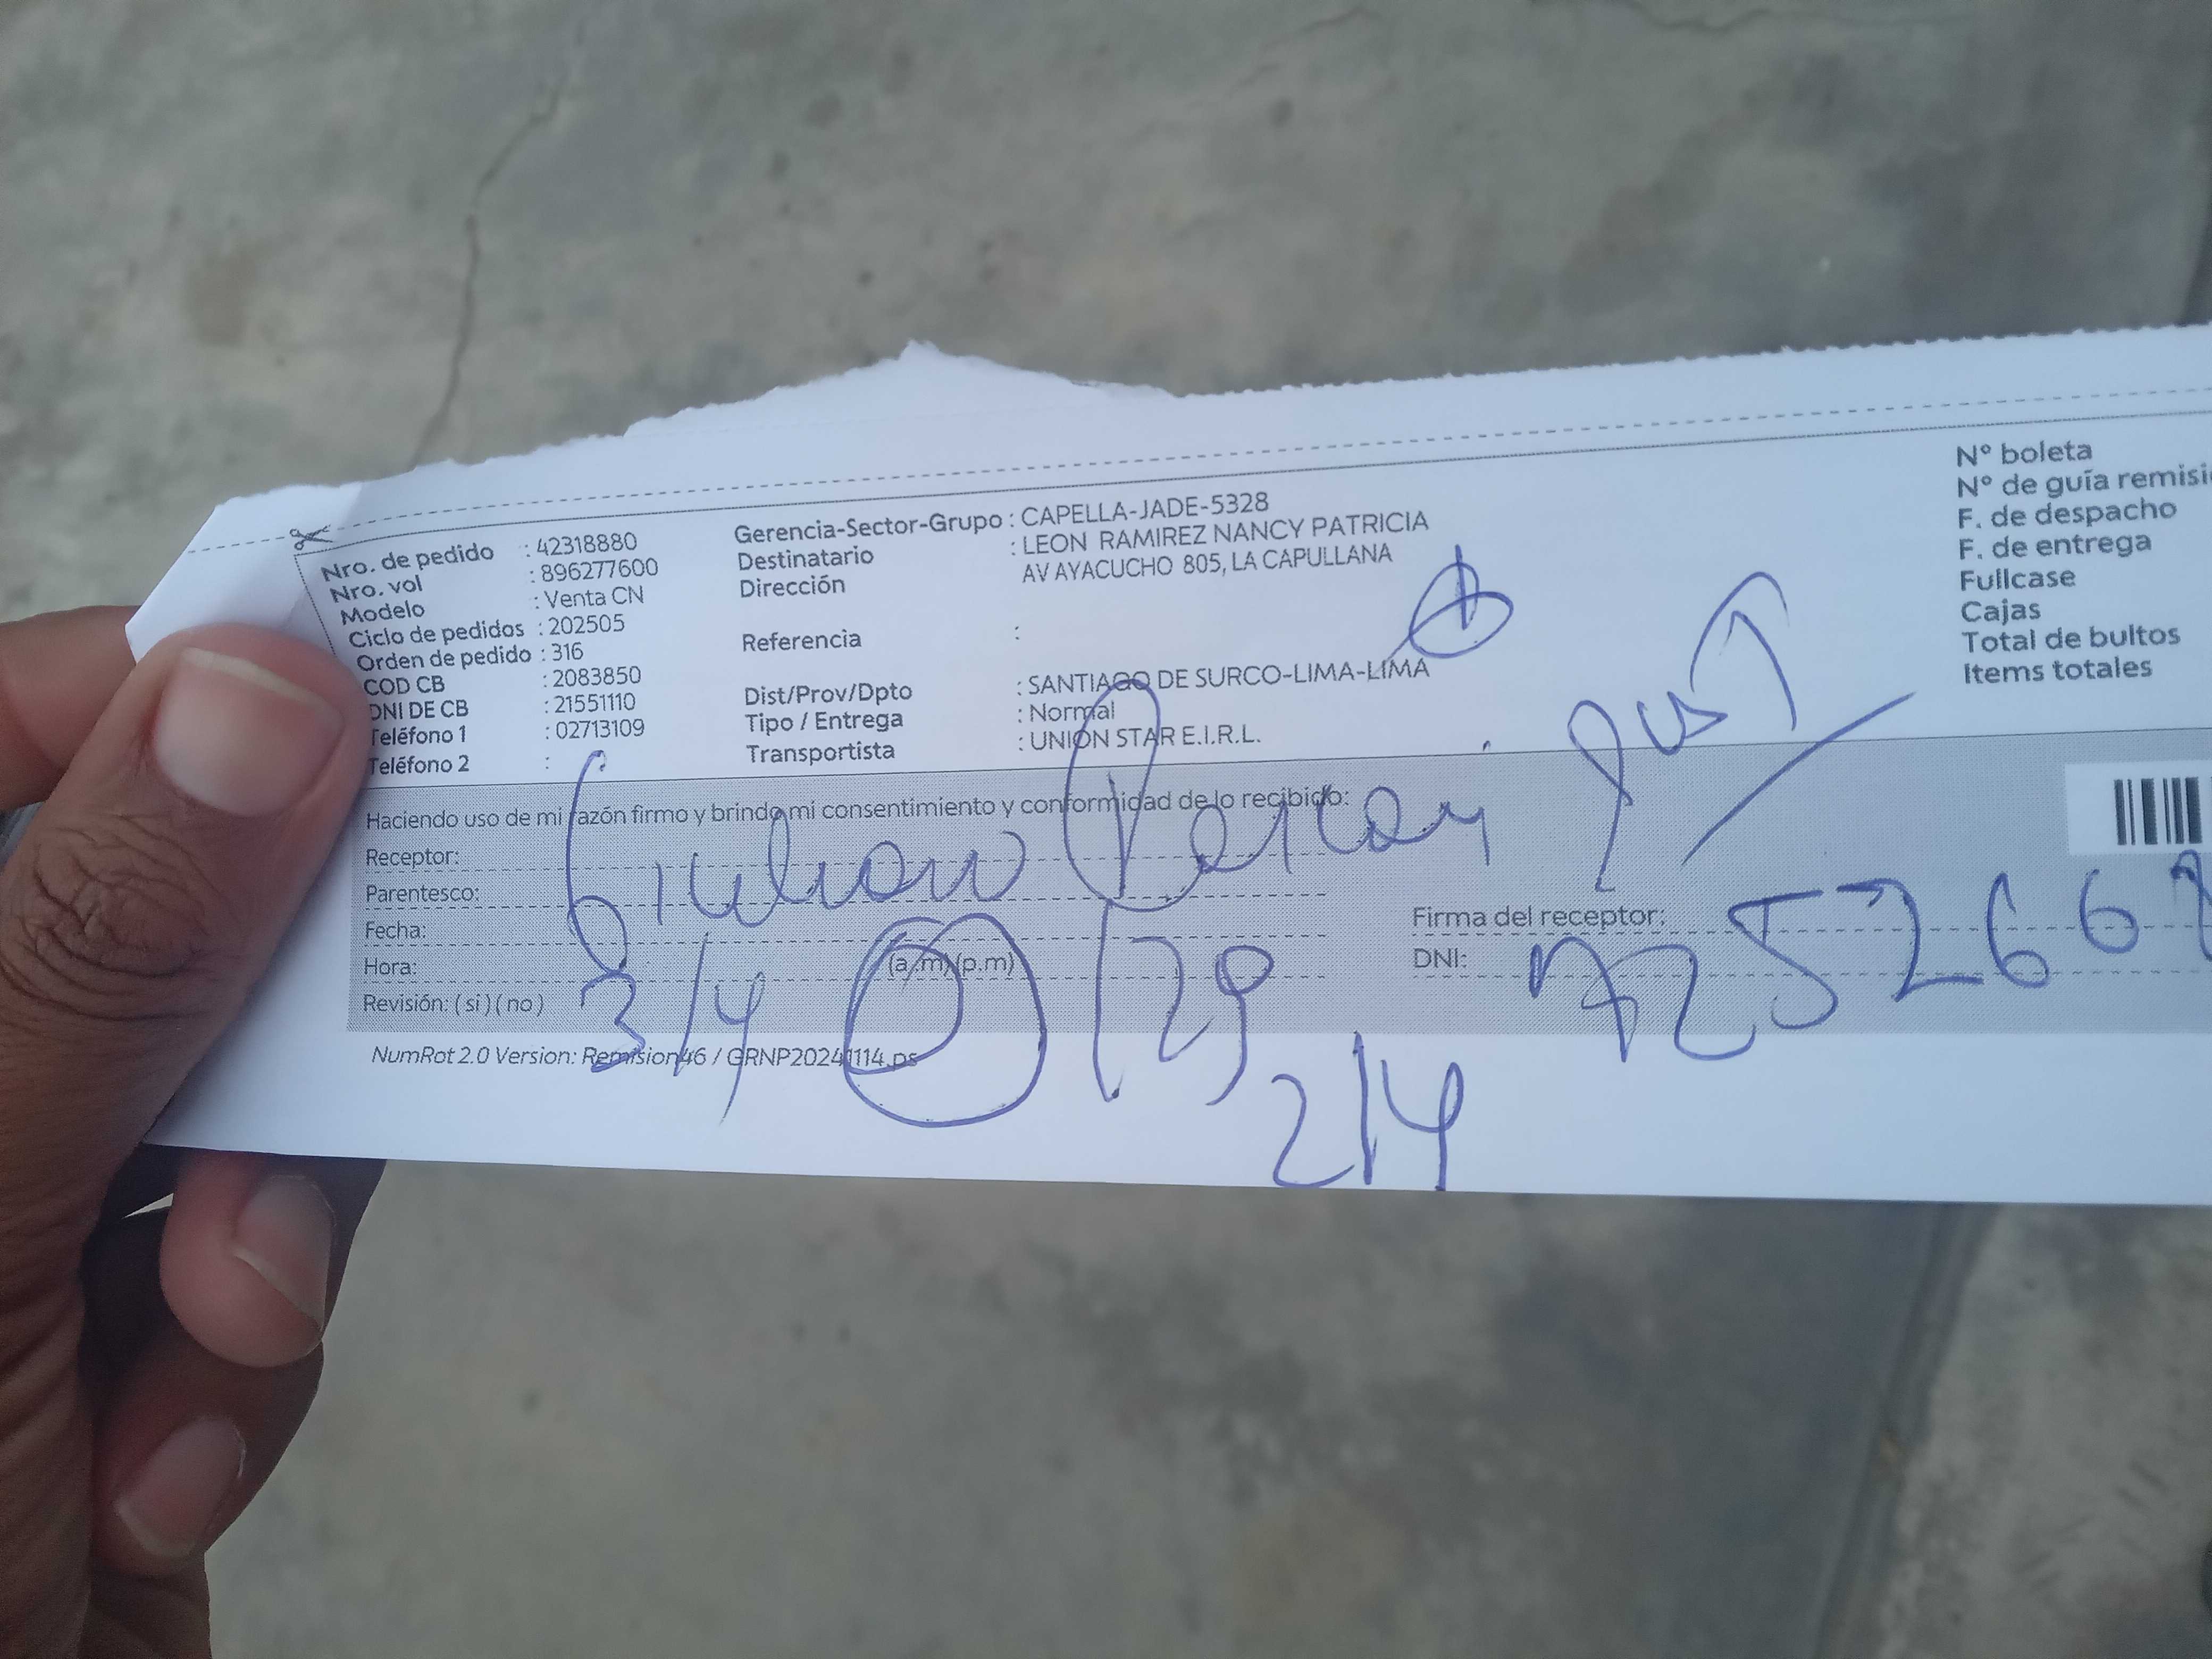 Nro. de pedido : 42318880
Nro. vol : 896277600
Modelo : Venta CN
Ciclo de pedidos : 202505
Orden de pedido : 316
COD CB : 2083850
DNI DE CB : 21551110
Teléfono 1 : 02713109
Teléfono 2 :
Gerencia-Sector-Grupo : CAPELLA-JADE-5328
Destinatario : LEON RAMIREZ NANCY PATRICIA
Dirección AV AYACUCHO 805, LA CAPULLANA
Referencia :
Dist/Prov/Dpto : SANTIAGO DE SURCO-LIMA-LIMA
Tipo / Entrega : Normal
Transportista : UNION STAR E.I.R.L.
N° boleta
N° de guía remisi
F. de despacho
F. de entrega
Fullcase
Cajas
Total de bultos
Items totales
Haciendo uso de mi razón firmo y brindo mi consentimiento y conformidad de lo recibido:
Receptor:
Parentesco:
Fecha:
Hora: (a.m)(p.m)
Revisión: (si) (no)
3/4
2/4
Firma del receptor:
DNI: 725266
NumRot 2.0 Version: Remision46 / GRNP20241114.ps